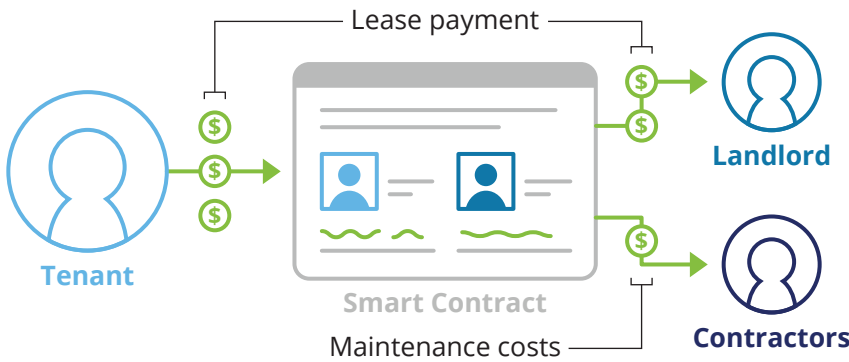 Lease payment
$
$
$
$
$
Landlord
Tenant
$
Smart Contract
Contractors
Maintenance costs